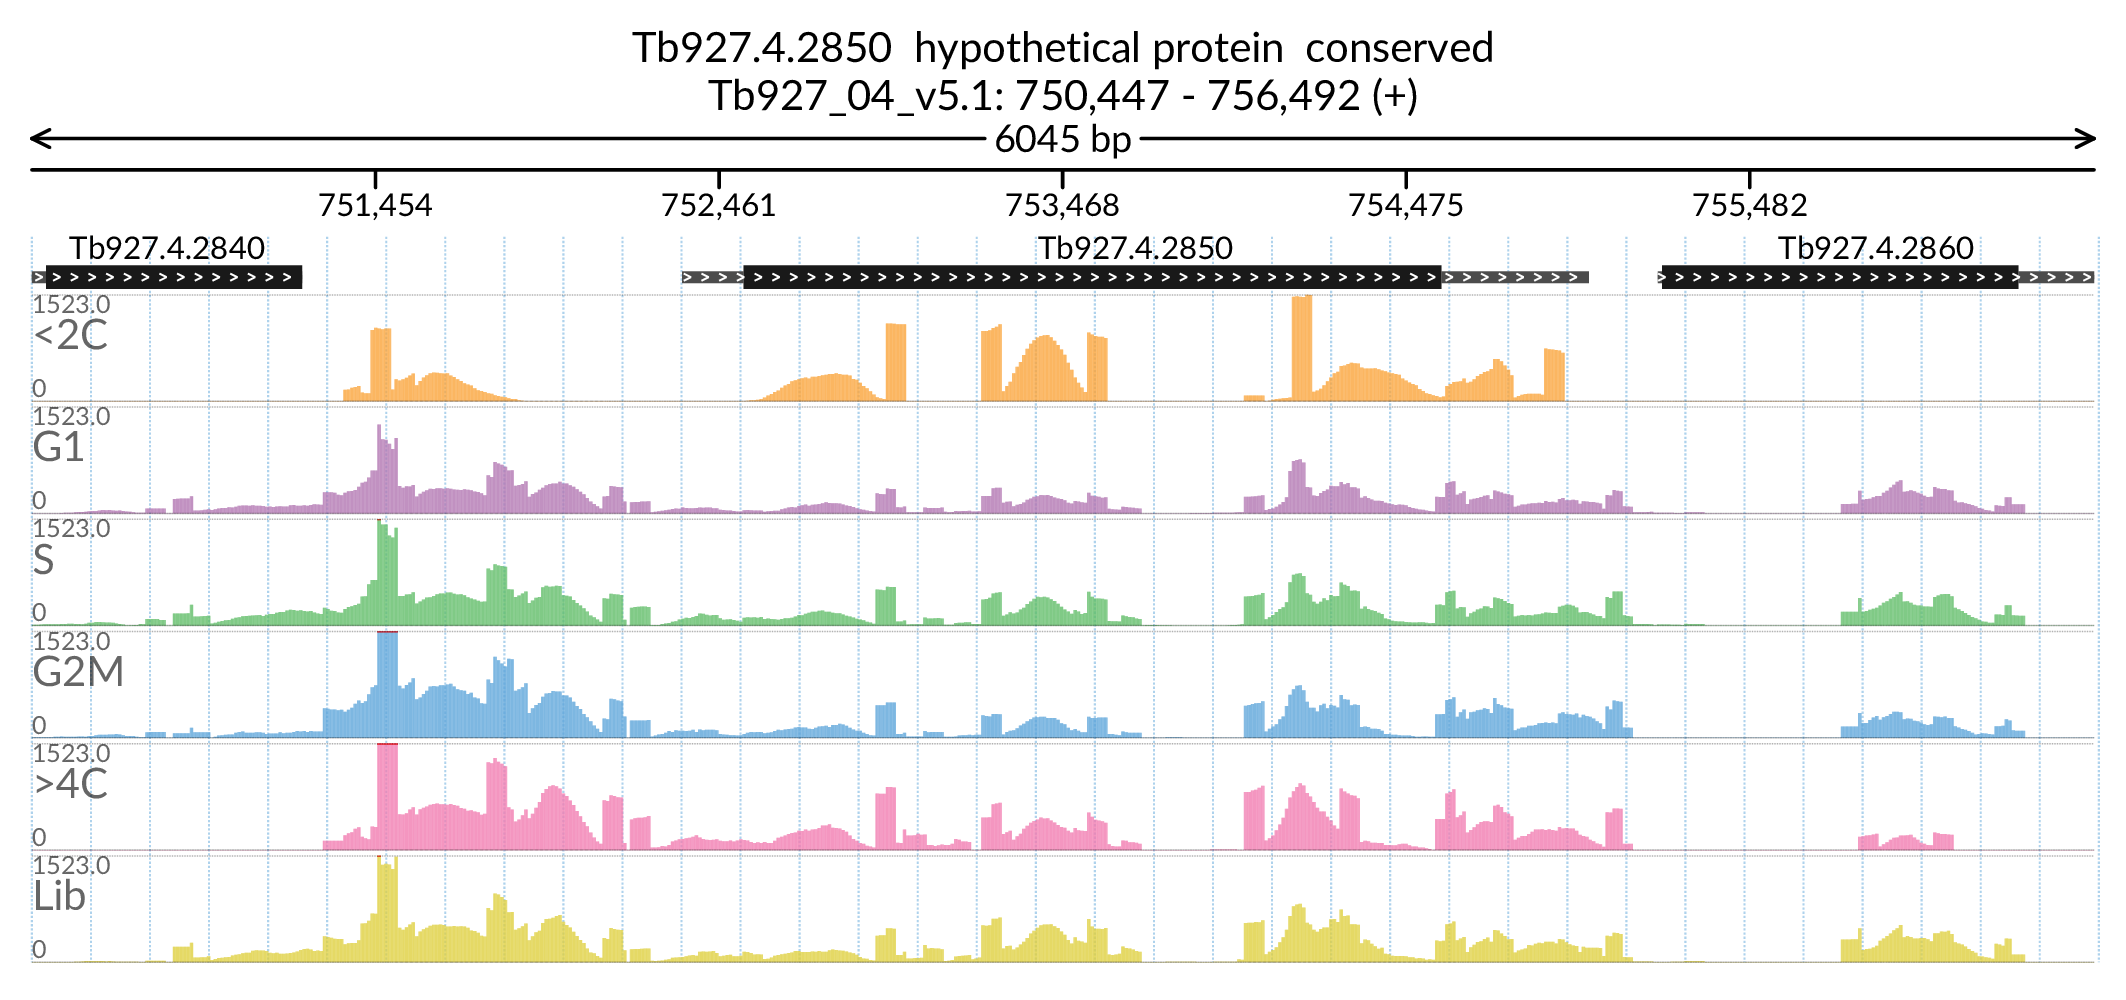 Tb927.4.2850  hypothetical protein  conserved
Tb927_04_v5.1: 750,447 - 756,492 (+)
6045 bp
751,454 752,461 753,468 754,475 755,482
Tb927.4.2840 Tb927.4.2850 Tb927.4.2860
1523.0
<2C
0
1523.0
G1
0
1523.0
S
0
1523.0
G2M
0
1523.0
>4C
0
1523.0
Lib
0